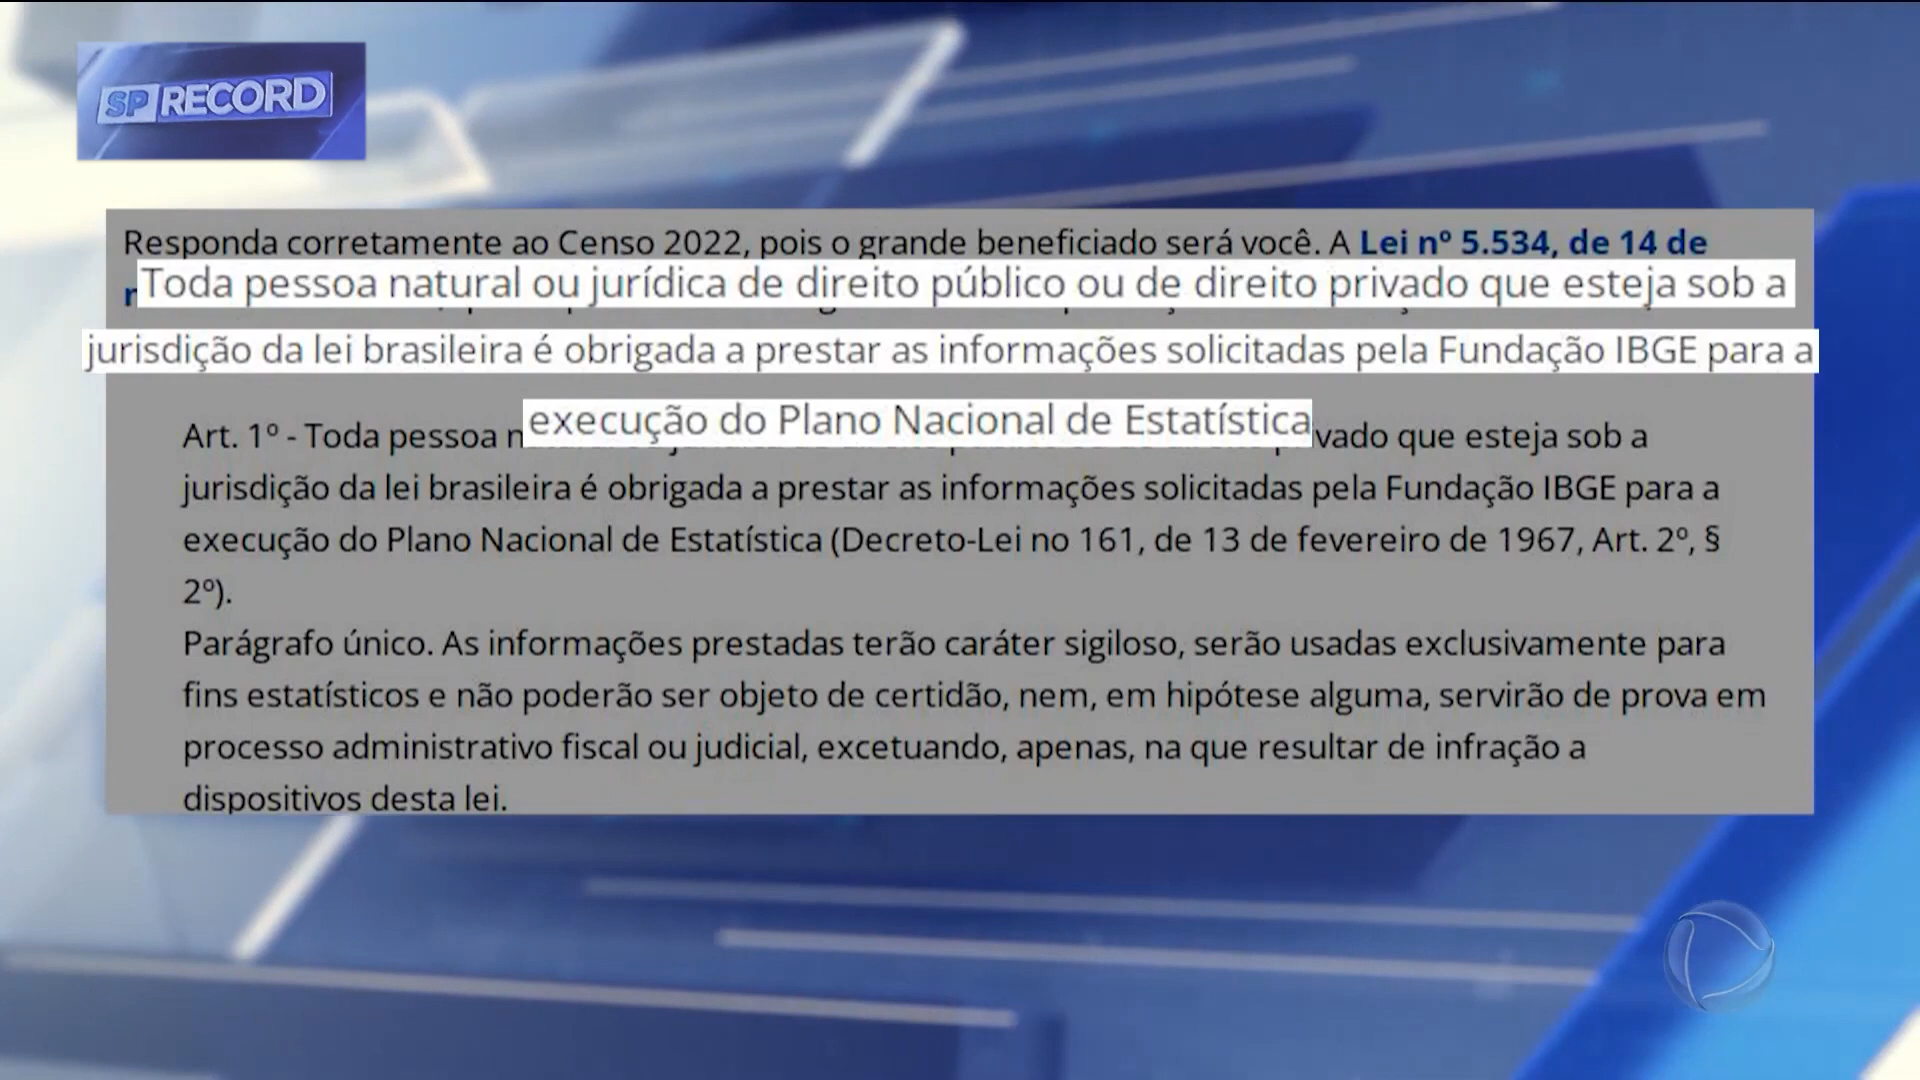 SP RECORD
Responda corretamente ao Censo 2022, pois o grande beneficiado será você. A Lei nº 5.534, de 14 de
Toda pessoa natural ou jurídica de direito público ou de direito privado que esteja sob a
jurisdição da lei brasileira é obrigada a prestar as informações solicitadas pela Fundação IBGE para a
execução do Plano Nacional de Estatística
Art. 1º - Toda pessoa que esteja sob a
jurisdição da lei brasileira é obrigada a prestar as informações solicitadas pela Fundação IBGE para a
execução do Plano Nacional de Estatística (Decreto-Lei no 161, de 13 de fevereiro de 1967, Art. 2º, §
2º).
Parágrafo único. As informações prestadas terão caráter sigiloso, serão usadas exclusivamente para
fins estatísticos e não poderão ser objeto de certidão, nem, em hipótese alguma, servirão de prova em
processo administrativo fiscal ou judicial, excetuando, apenas, na que resultar de infração a
dispositivos desta lei.